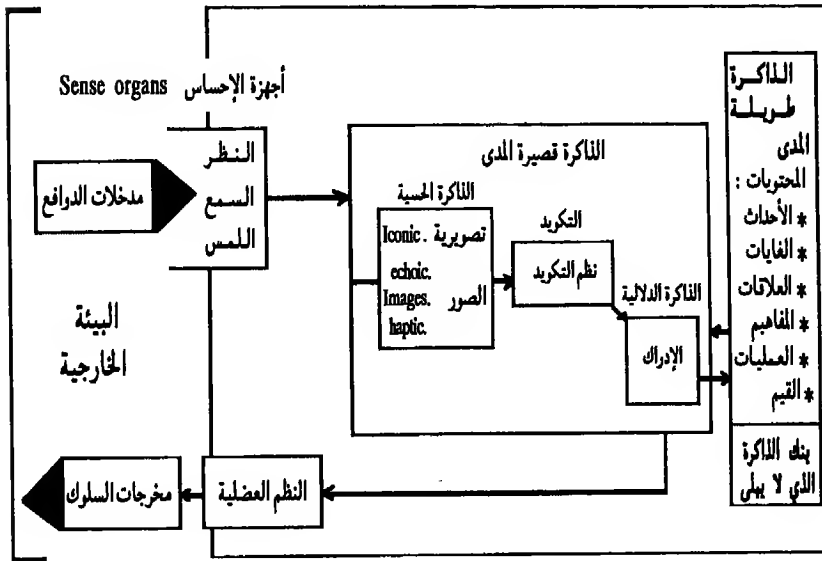 أجهزة الإحساس Sense organs
مدخلات الدوافع
النظر
السمع
اللمس
البيئة
الخارجية
الذاكرة قصيرة المدى
الذاكرة الحسية
تصويرية Iconic.
echoic.
الصور Images.
haptic.
التكويد
نظم التكويد
الذاكرة الدلالية
الإدراك
الذاكرة
طويلة
المدى
المحتويات :
* الأحداث
* الغايات
* العلاقات
* المفاهيم
* العمليات
* القيم
بنك الذاكرة
الذي لا يبلى
النظم العضلية
مخرجات السلوك